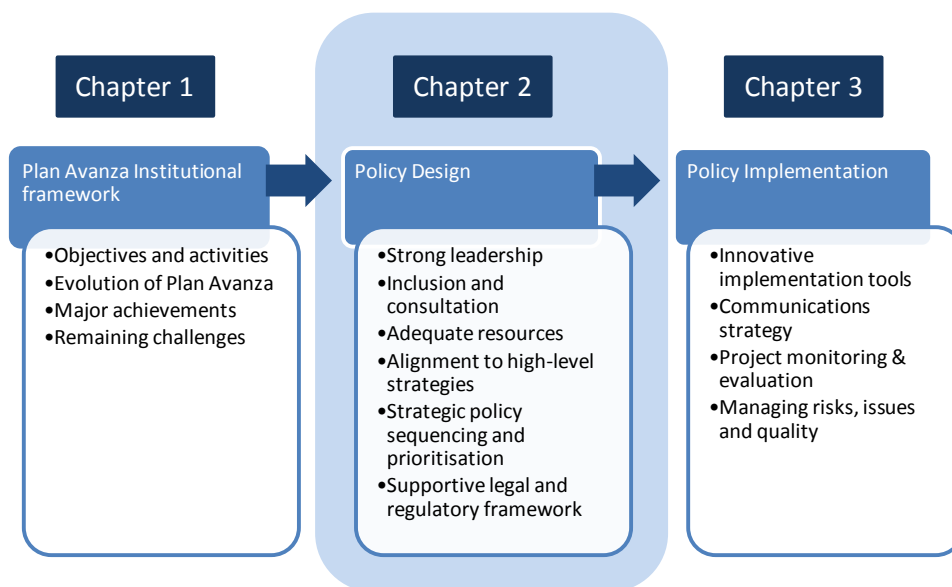 Chapter 1
Plan Avanza Institutional
framework
•Objectives and activities
•Evolution of Plan Avanza
•Major achievements
•Remaining challenges
Chapter 2
Policy Design
•Strong leadership
•Inclusion and
consultation
•Adequate resources
•Alignment to high-level
strategies
•Strategic policy
sequencing and
prioritisation
•Supportive legal and
regulatory framework
Chapter 3
Policy Implementation
•Innovative
implementation tools
•Communications
strategy
•Project monitoring &
evaluation
•Managing risks, issues
and quality